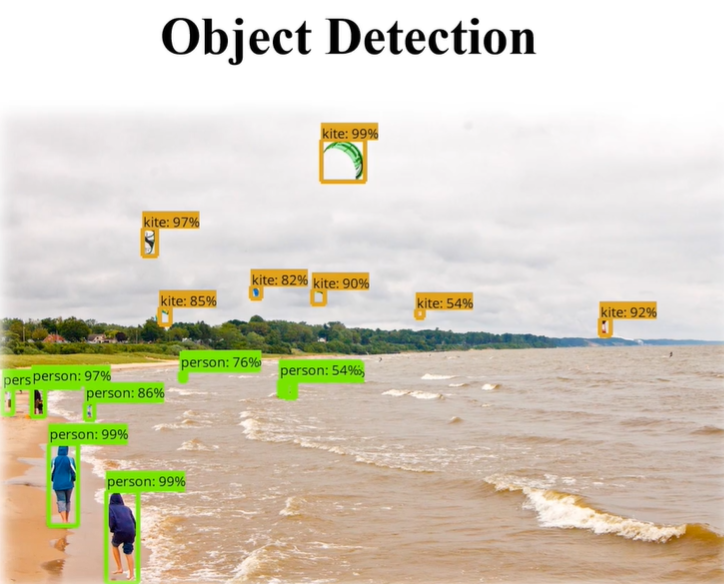 Object Detection
kite: 99%
kite: 97%
kite: 82%
kite: 90%
kite: 85%
kite: 54%
kite: 92%
person: 76%
person: 54%
pers
person: 97%
person: 86%
person: 99%
person: 99%